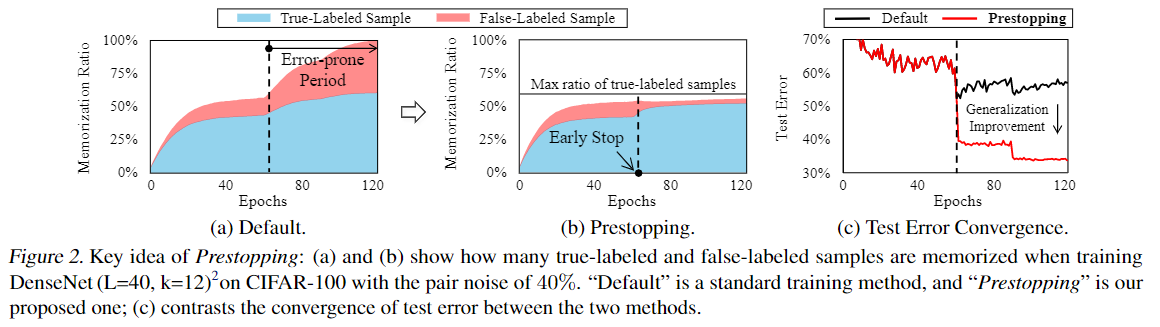 True-Labeled Sample False-Labeled Sample
Default Prestopping
100%
75%
50%
25%
0%
Memorization Ratio
Error-prone
Period
0 40 80 120
Epochs
(a) Default.
100%
75%
50%
25%
0%
Memorization Ratio
Max ratio of true-labeled samples
Early Stop
0 40 80 120
Epochs
(b) Prestopping.
70%
60%
50%
40%
30%
Test Error
Generalization
Improvement
0 40 80 120
Epochs
(c) Test Error Convergence.
Figure 2. Key idea of Prestopping: (a) and (b) show how many true-labeled and false-labeled samples are memorized when training
DenseNet (L=40, k=12)²on CIFAR-100 with the pair noise of 40%. “Default” is a standard training method, and “Prestopping” is our
proposed one; (c) contrasts the convergence of test error between the two methods.